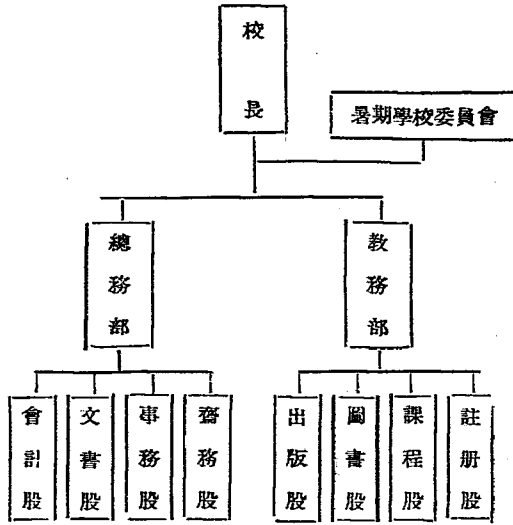 校長
暑期學校委員會
總務部
教務部
會計股
文書股
事務股
齋務股
出版股
圖書股
課程股
註册股